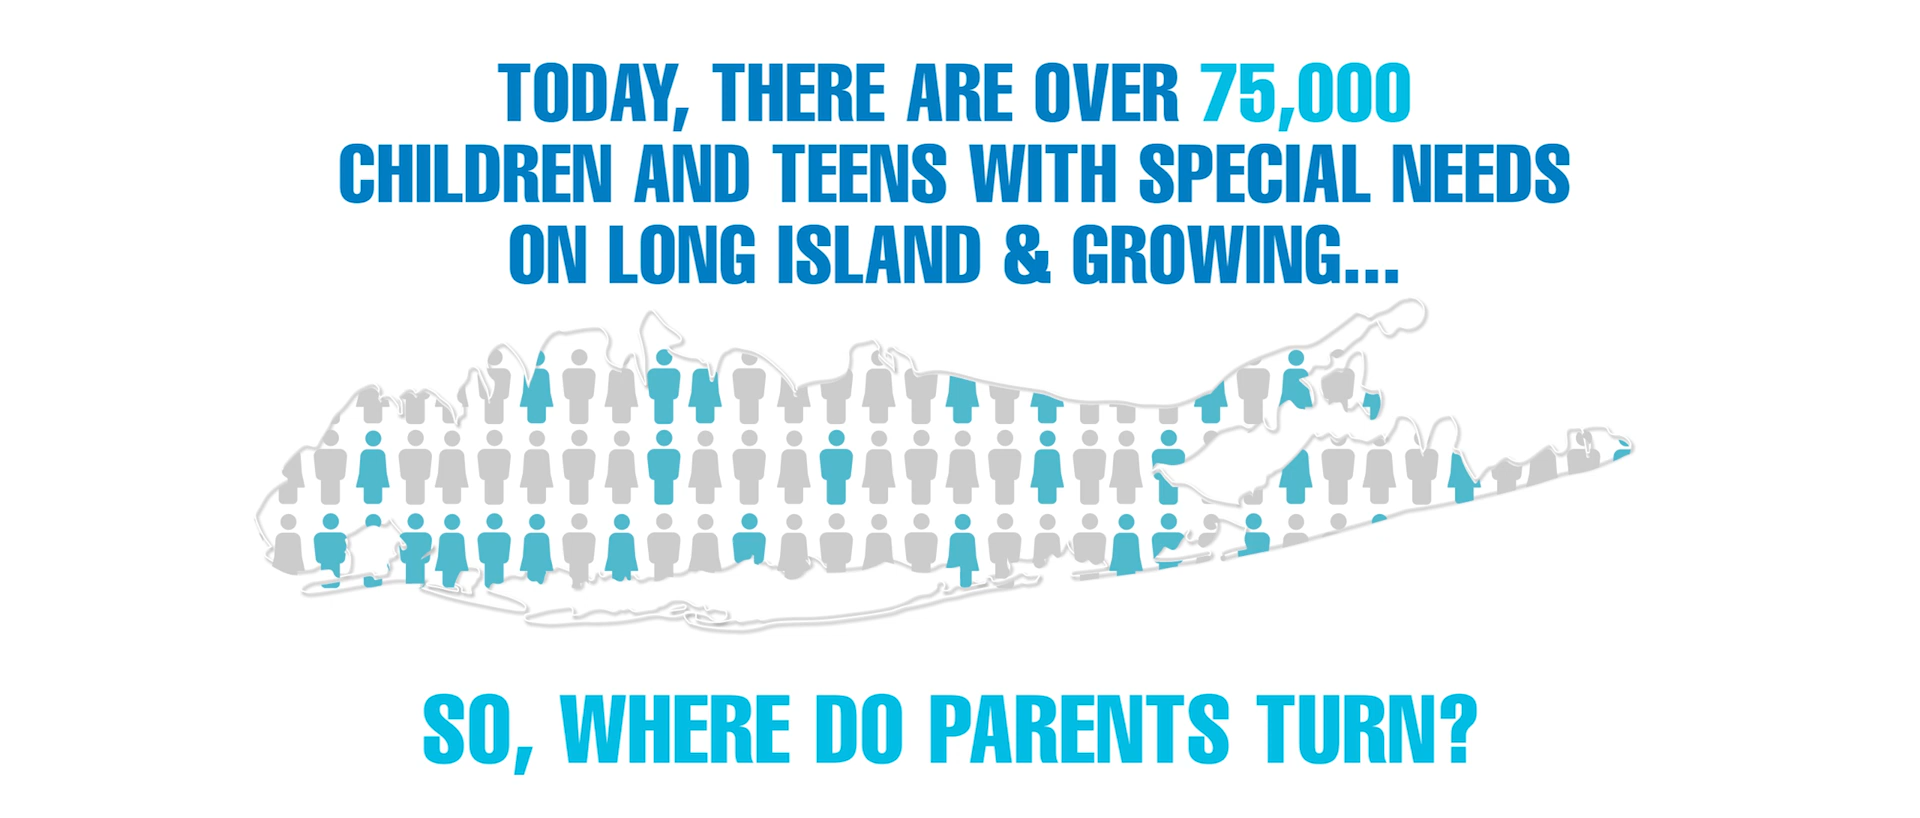 TODAY, THERE ARE OVER 75,000
CHILDREN AND TEENS WITH SPECIAL NEEDS
ON LONG ISLAND & GROWING...
SO, WHERE DO PARENTS TURN?